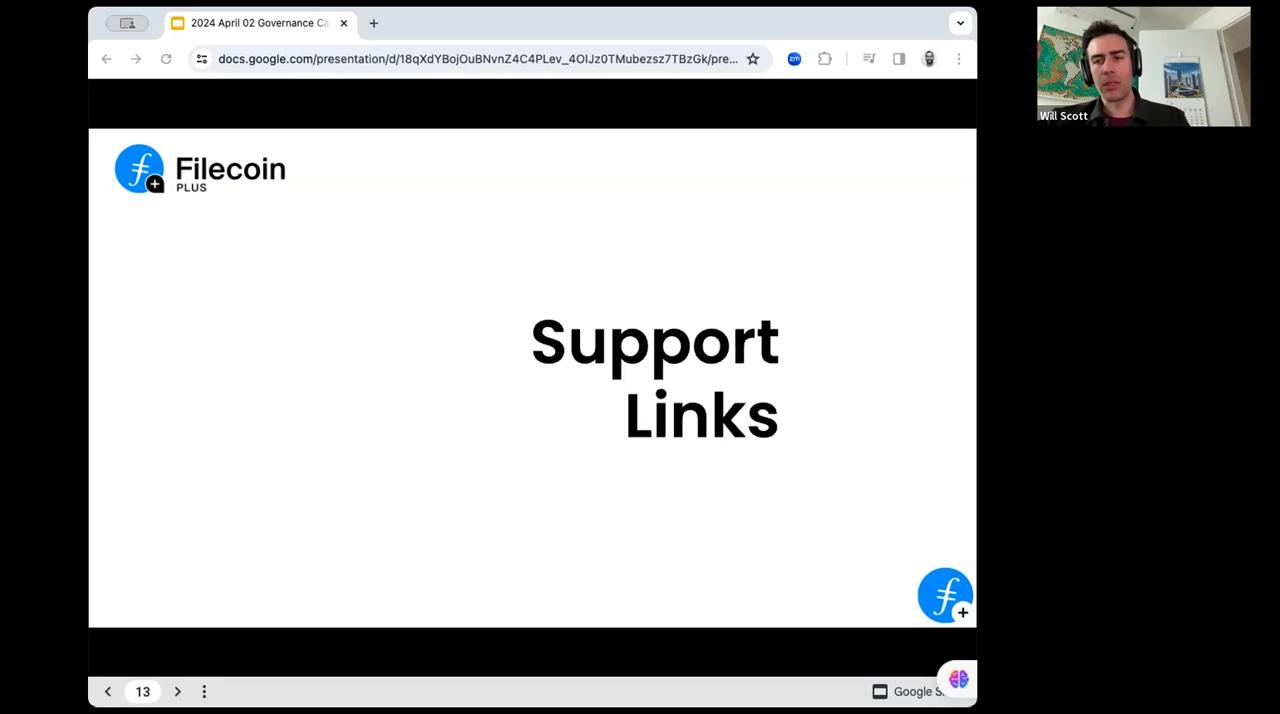 2024 April 02 Governance Ca
docs.google.com/presentation/d/18qXdYBojOuBNvnZ4C4PLev_4OIJz0TMubezsz7TBzGk/pre...
zm
Will Scott
Filecoin
PLUS
Support
Links
13
Google S